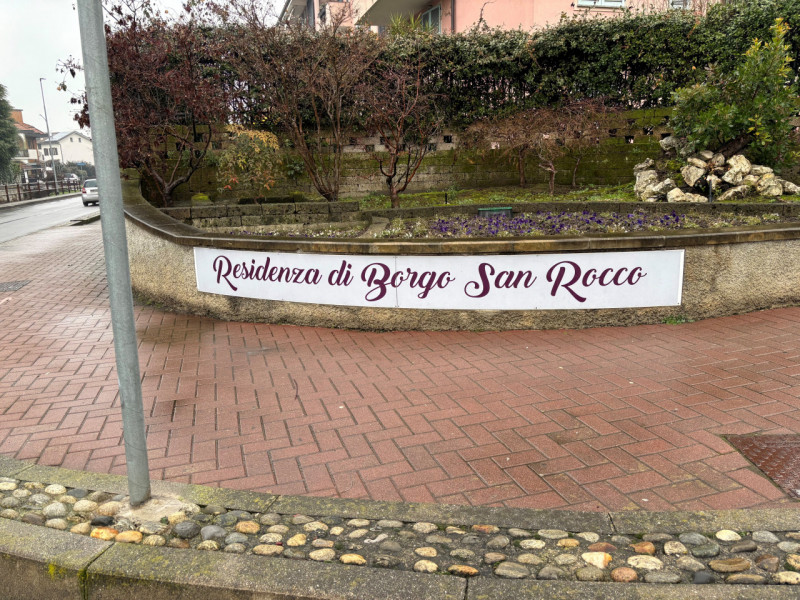 Residenza di Borgo San Rocco